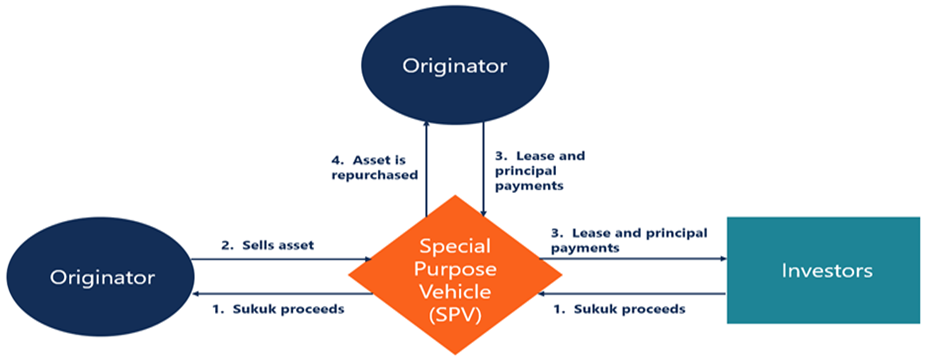 Originator
4. Asset is
repurchased
3. Lease and
principal
payments
Originator
2. Sells asset
1. Sukuk proceeds
Special
Purpose
Vehicle
(SPV)
3. Lease and principal
payments
1. Sukuk proceeds
Investors